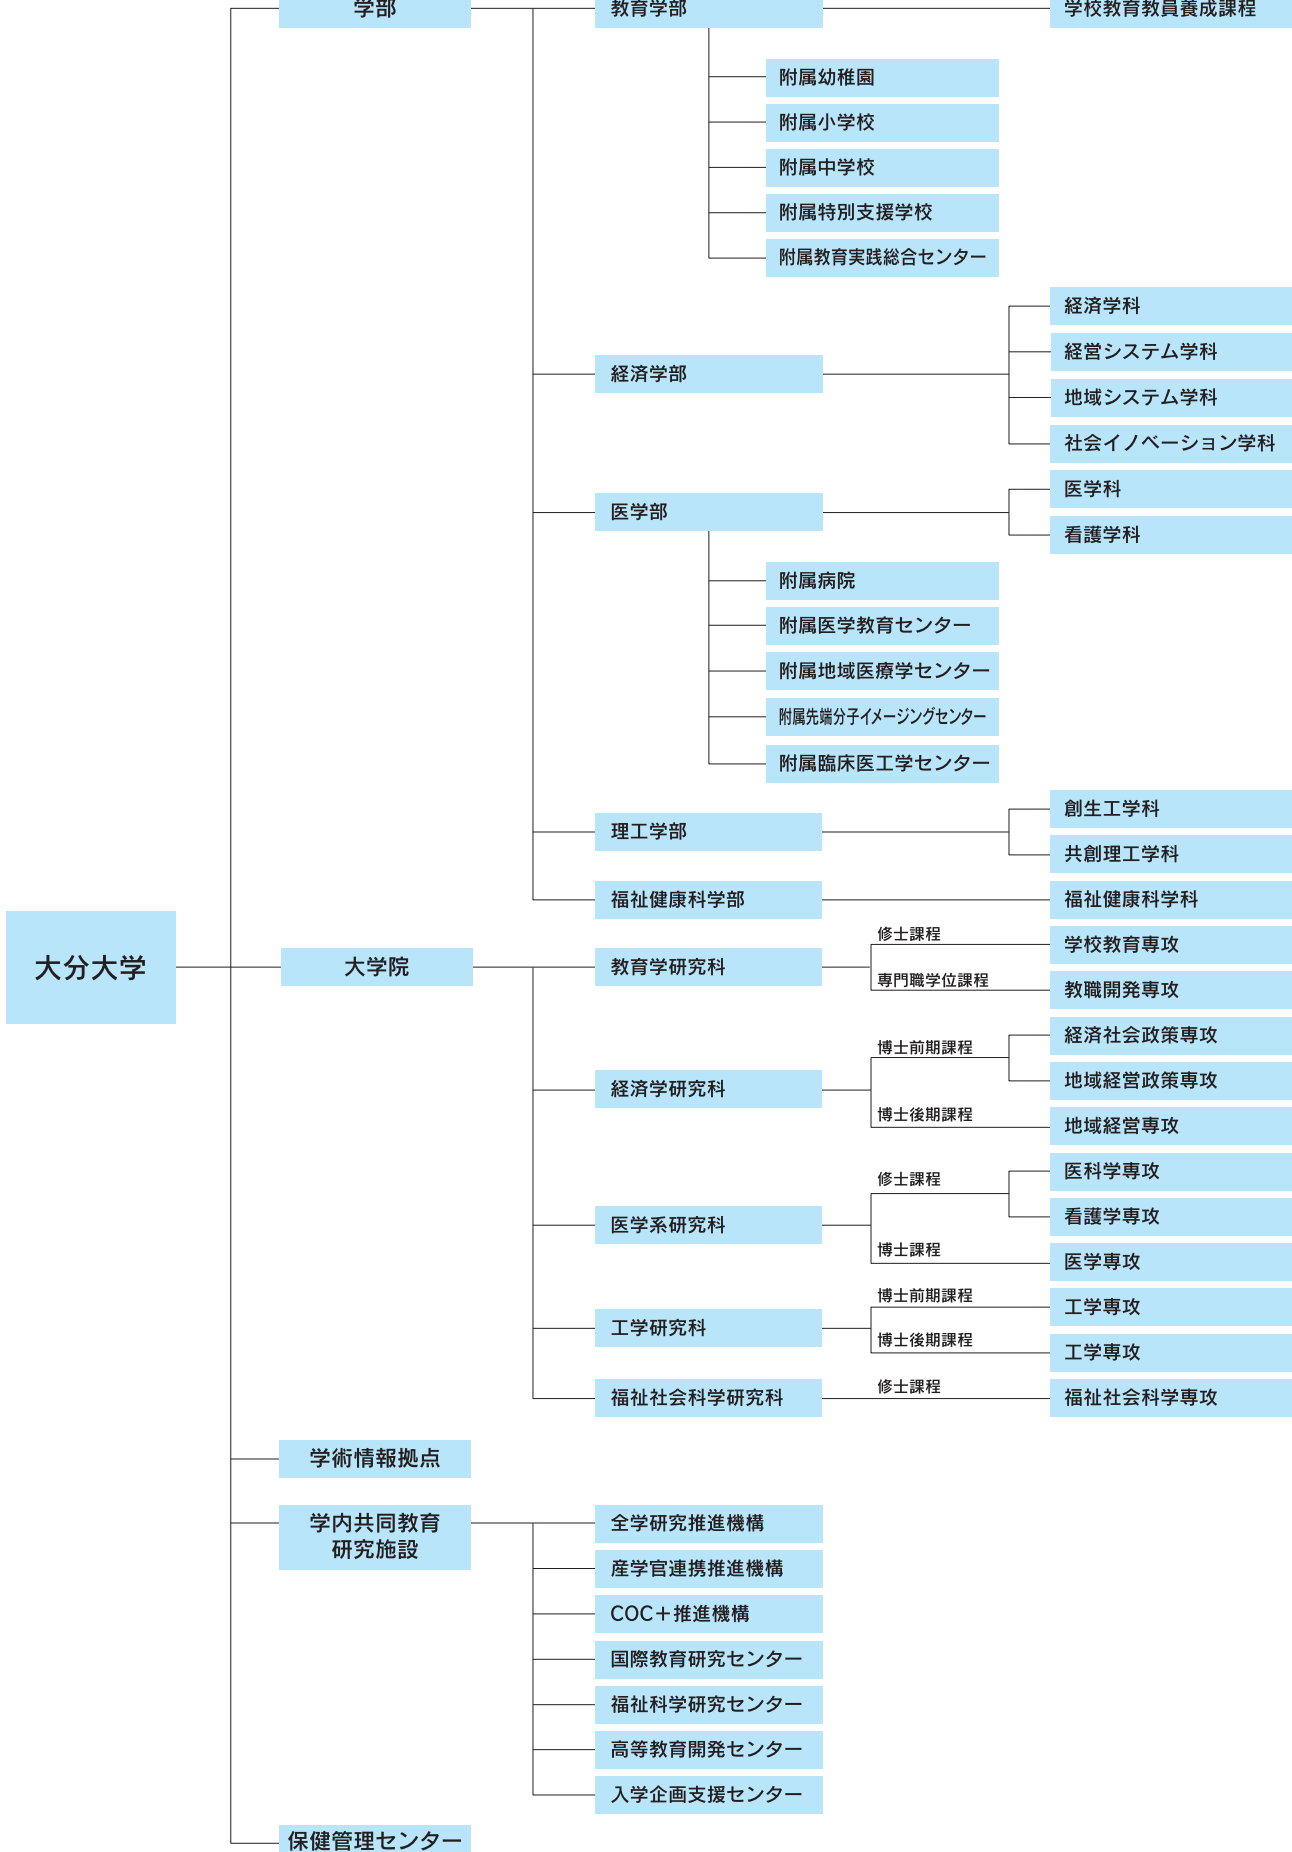 学部
教育学部
学校教育教員養成課程
附属幼稚園
附属小学校
附属中学校
附属特別支援学校
附属教育実践総合センター
経済学部
経済学科
経営システム学科
地域システム学科
社会イノベーション学科
医学部
医学科
看護学科
附属病院
附属医学教育センター
附属地域医療学センター
附属先端分子イメージングセンター
附属臨床医工学センター
理工学部
創生工学科
共創理工学科
福祉健康科学部
福祉健康科学科
大分大学
大学院
教育学研究科
修士課程
学校教育専攻
専門職学位課程
教職開発専攻
経済学研究科
博士前期課程
経済社会政策専攻
地域経営政策専攻
博士後期課程
地域経営専攻
医学系研究科
修士課程
医科学専攻
看護学専攻
博士課程
医学専攻
工学研究科
博士前期課程
工学専攻
博士後期課程
工学専攻
福祉社会科学研究科
修士課程
福祉社会科学専攻
学術情報拠点
学内共同教育
研究施設
全学研究推進機構
産学官連携推進機構
COC＋推進機構
国際教育研究センター
福祉科学研究センター
高等教育開発センター
入学企画支援センター
保健管理センター